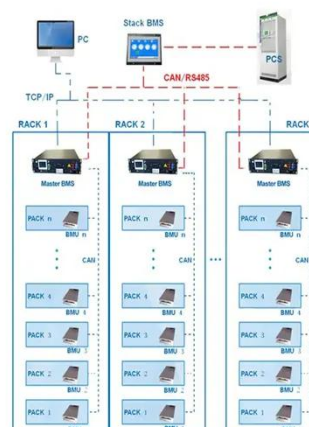 Stack BMS
PC
PCS
CAN/RS485
TCP/IP
RACK 1
RACK 2
RACK
Master BMS
Master BMS
Master BMS
PACK n
PACK n
PACK n
BMU n
BMU n
BMU n
CAN
CAN
CAN
PACK 4
PACK 4
PACK 4
BMU 4
BMU 4
BMU 4
PACK 3
PACK 3
PACK 3
BMU 3
BMU 3
BMU 3
PACK 2
PACK 2
PACK 2
BMU 2
BMU 2
BMU 2
PACK 1
PACK 1
PACK 1